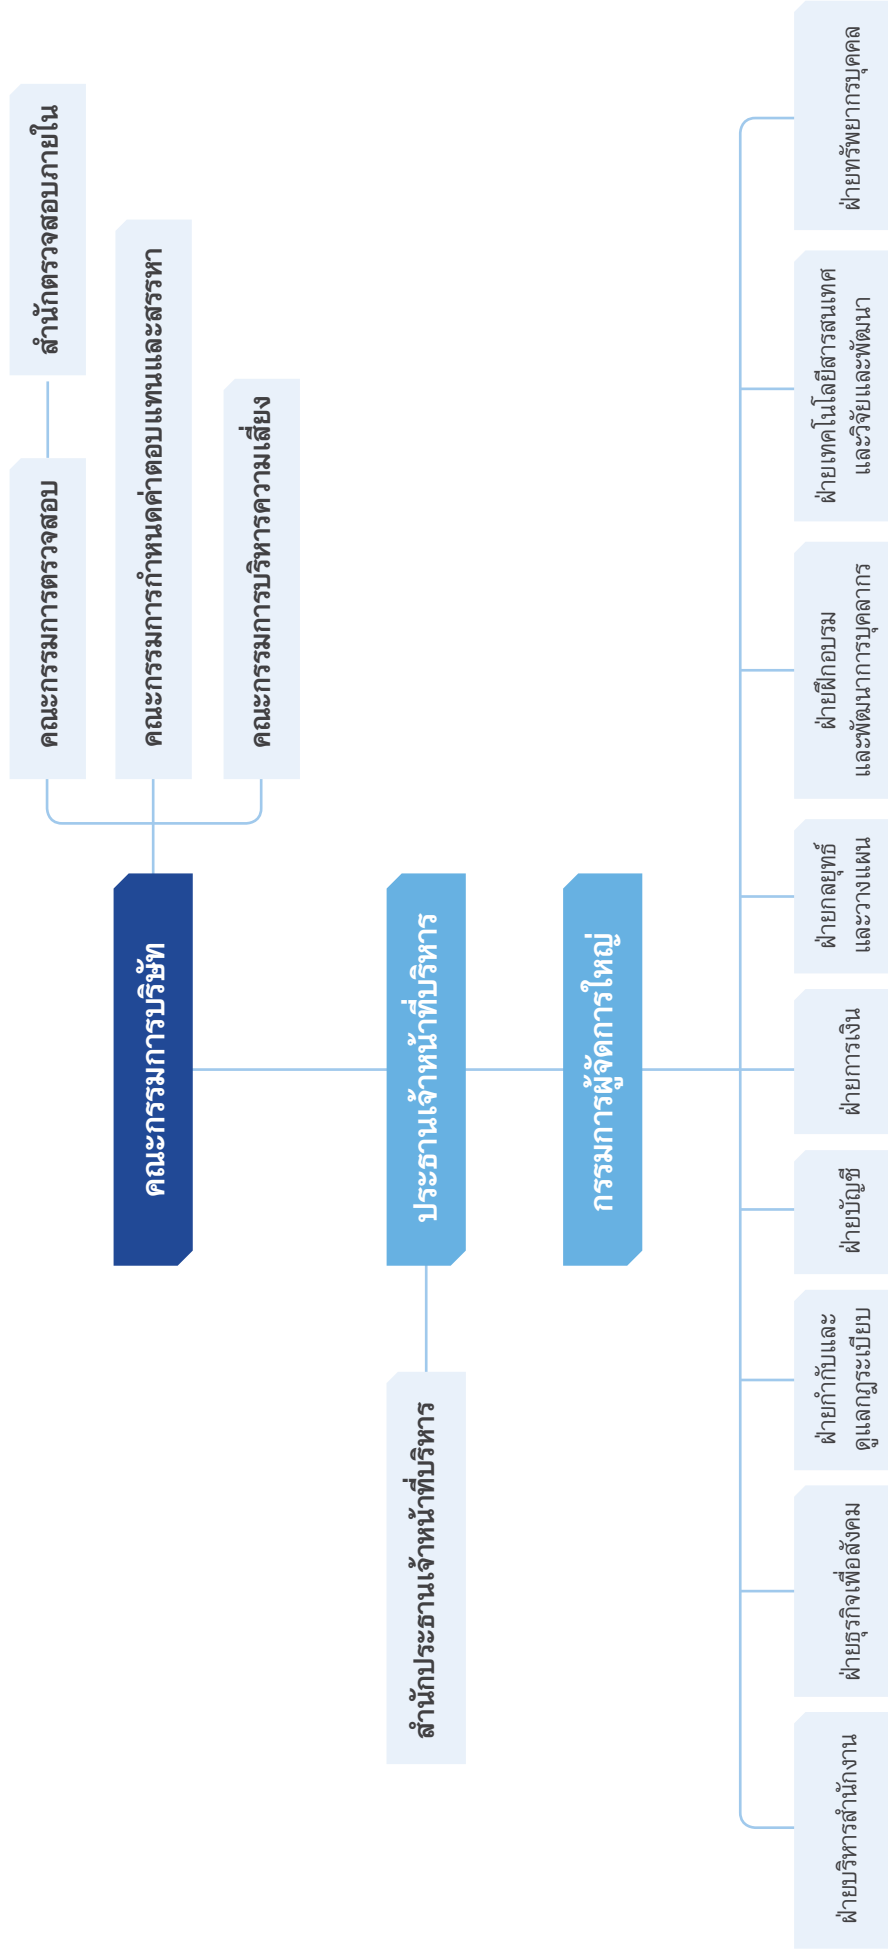 คณะกรรมการบริษัท
คณะกรรมการตรวจสอบ
สำนักตรวจสอบภายใน
คณะกรรมการกำหนดค่าตอบแทนและสรรหา
คณะกรรมการบริหารความเสี่ยง
สำนักประธานเจ้าหน้าที่บริหาร
ประธานเจ้าหน้าที่บริหาร
กรรมการผู้จัดการใหญ่
ฝ่ายบริหารสำนักงาน
ฝ่ายธุรกิจเพื่อสังคม
ฝ่ายกำกับและ
ดูแลกฎระเบียบ
ฝ่ายบัญชี
ฝ่ายการเงิน
ฝ่ายกลยุทธ์
และวางแผน
ฝ่ายฝึกอบรม
และพัฒนาการบุคลากร
ฝ่ายเทคโนโลยีสารสนเทศ
และวิจัยและพัฒนา
ฝ่ายทรัพยากรบุคคล